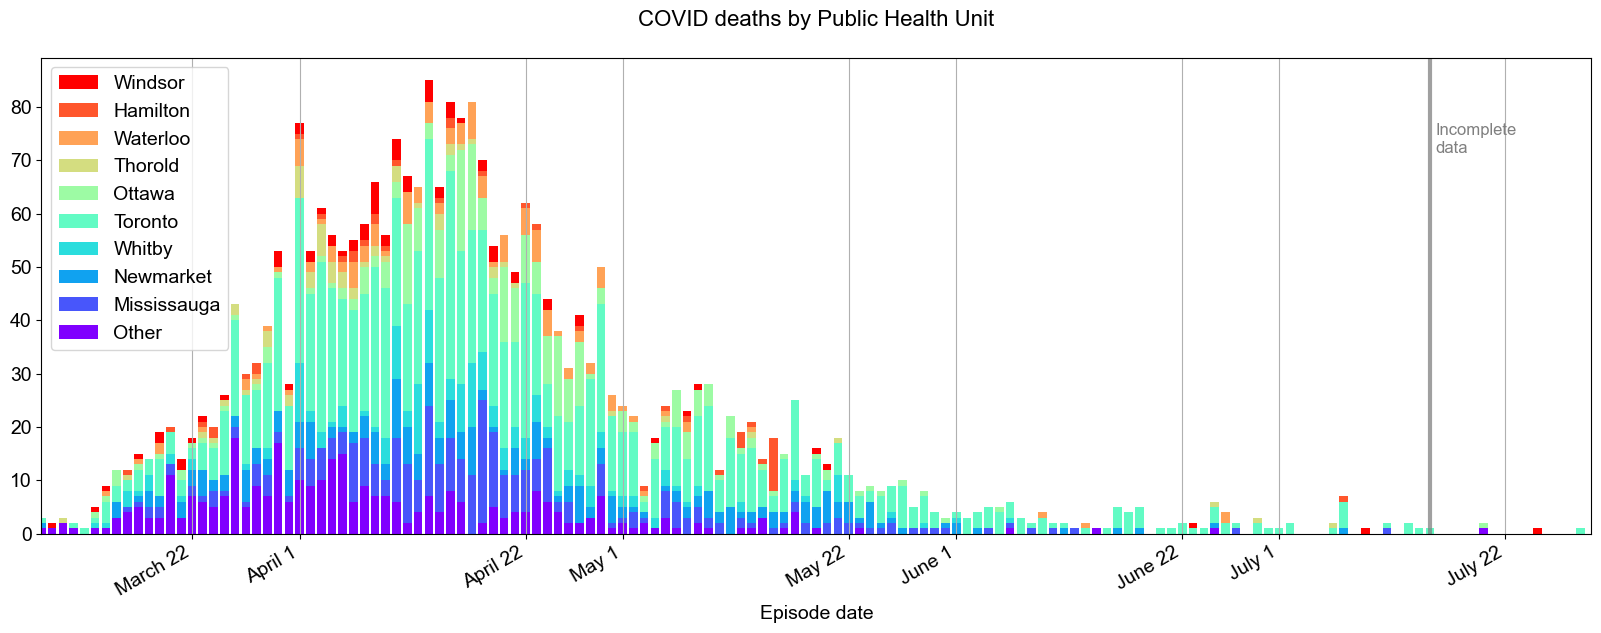 COVID deaths by Public Health Unit
Windsor
Hamilton
Waterloo
Thorold
Ottawa
Toronto
Whitby
Newmarket
Mississauga
Other
Incomplete
data
80
70
60
50
40
30
20
10
0
March 22
April 1
April 22
May 1
May 22
June 1
June 22
July 1
July 22
Episode date